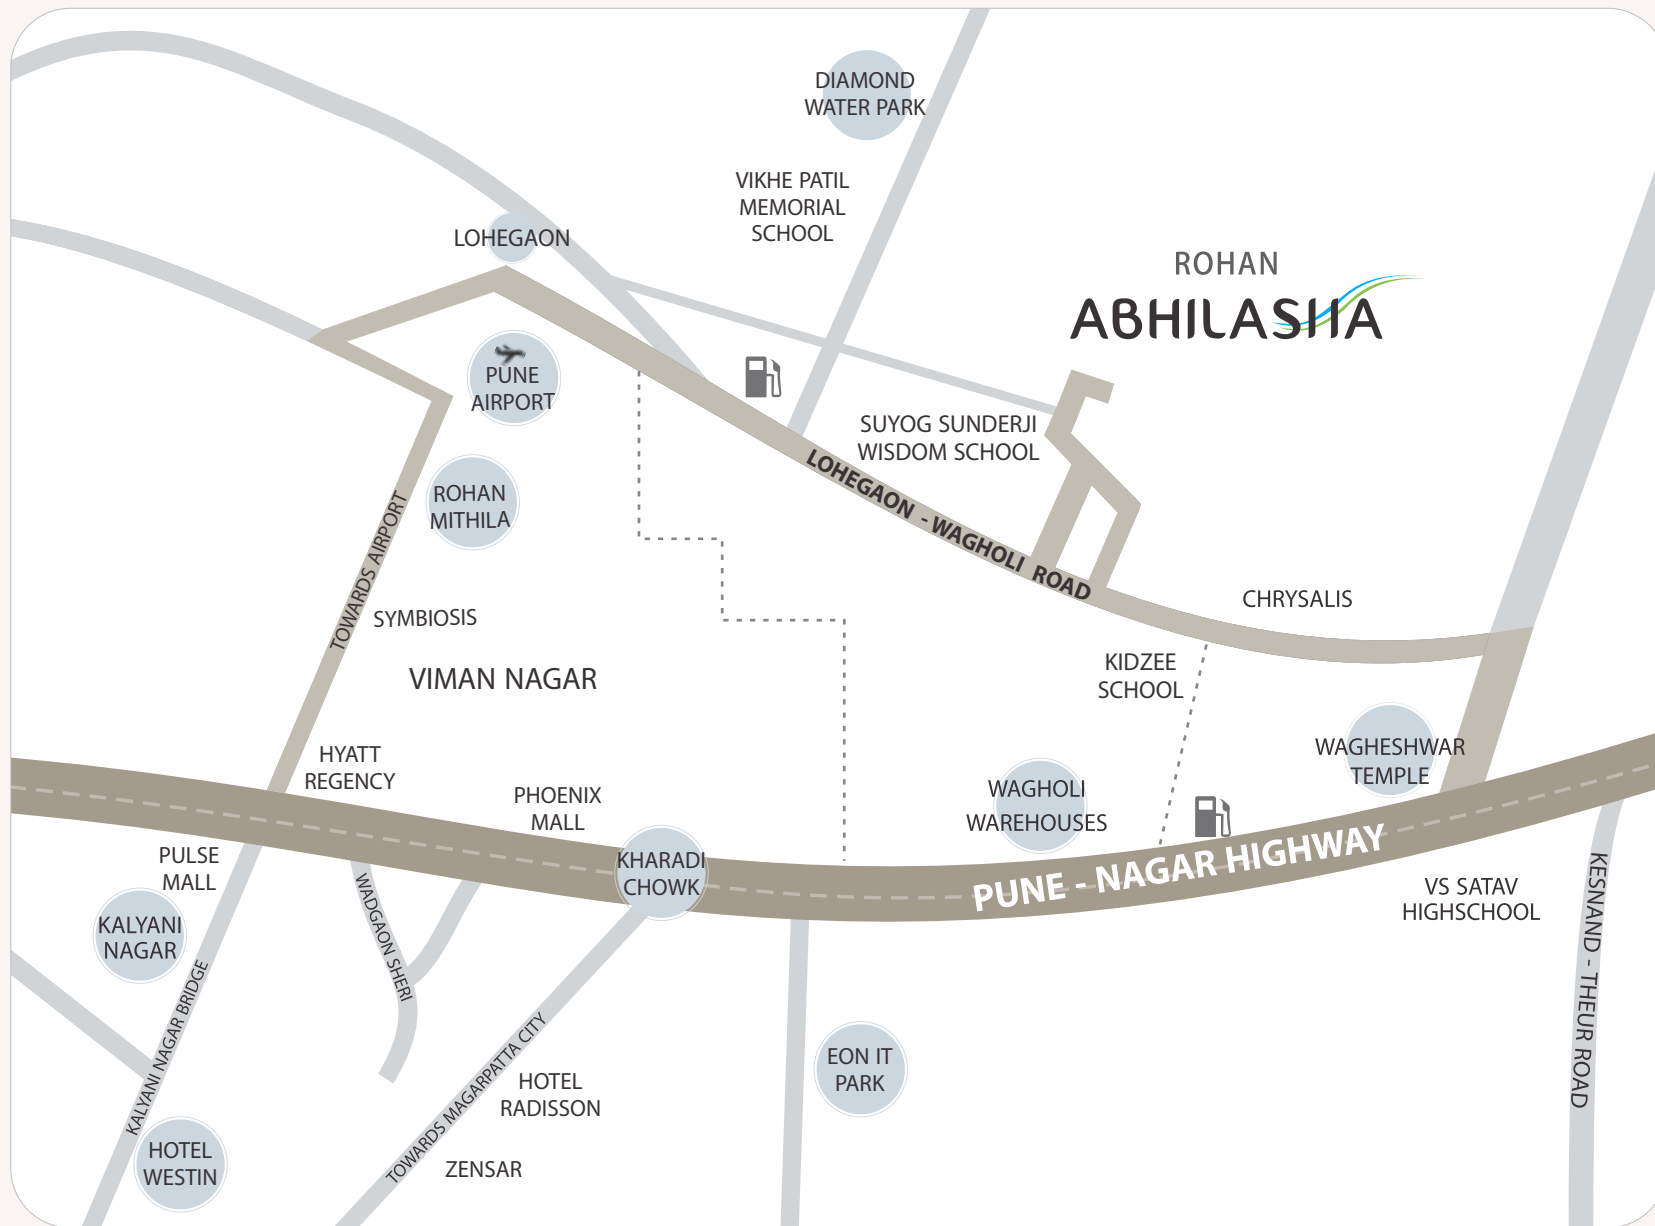 DIAMOND
WATER PARK
VIKHE PATIL
MEMORIAL
SCHOOL
LOHEGAON
ROHAN
ABHILASHA
PUNE
AIRPORT
SUYOG SUNDERJI
WISDOM SCHOOL
LOHEGAON - WAGHOLI ROAD
ROHAN
MITHILA
TOWARDS AIRPORT
SYMBIOSIS
CHRYSALIS
VIMAN NAGAR
KIDZEE
SCHOOL
HYATT
REGENCY
WAGHESHWAR
TEMPLE
PHOENIX
MALL
WAGHOLI
WAREHOUSES
PULSE
MALL
KHARADI
CHOWK
PUNE - NAGAR HIGHWAY
VS SATAV
HIGHSCHOOL
KALYANI
NAGAR
WADGAON SHERI
KESNAND - THEUR ROAD
KALYANI NAGAR BRIDGE
TOWARDS MAGARPATTA CITY
EON IT
PARK
HOTEL
RADISSON
HOTEL
WESTIN
ZENSAR